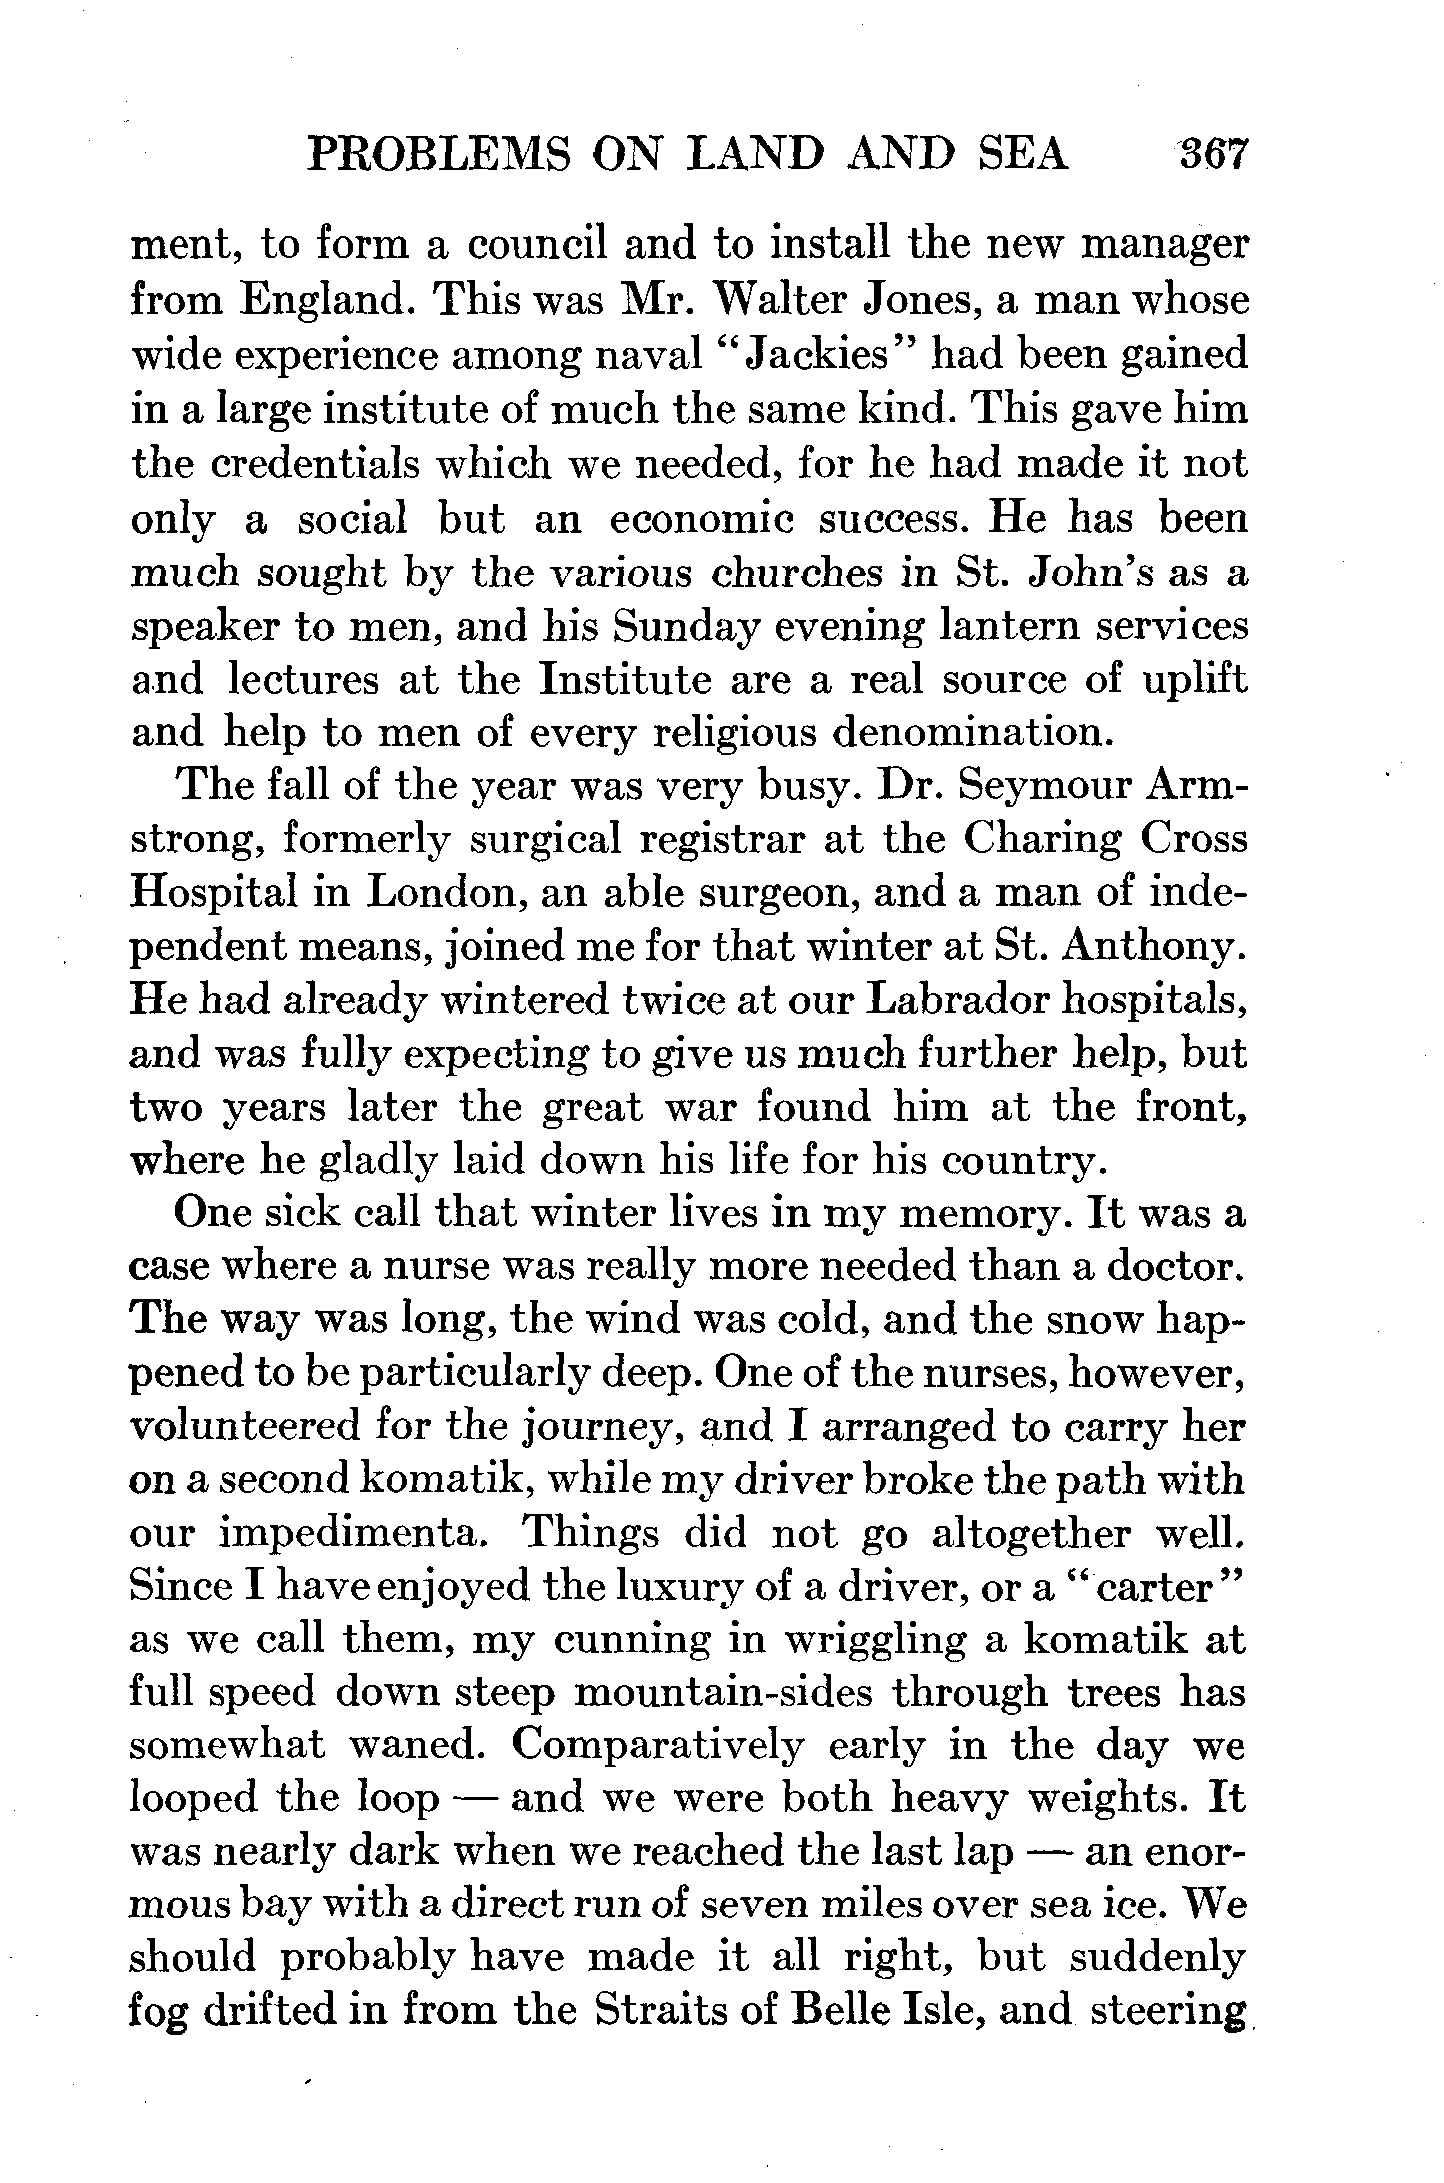 PROBLEMS ON LAND AND SEA 367
ment, to form a council and to install the new manager
from England. This was Mr. Walter Jones, a man whose
wide experience among naval "Jackies" had been gained
in a large institute of much the same kind. This gave him
the credentials which we needed, for he had made it not
only a social but an economic success. He has been
much sought by the various churches in St. John's as a
speaker to men, and his Sunday evening lantern services
and lectures at the Institute are a real source of uplift
and help to men of every religious denomination.
The fall of the year was very busy. Dr. Seymour Arm-
strong, formerly surgical registrar at the Charing Cross
Hospital in London, an able surgeon, and a man of inde-
pendent means, joined me for that winter at St. Anthony.
He had already wintered twice at our Labrador hospitals,
and was fully expecting to give us much further help, but
two years later the great war found him at the front,
where he gladly laid down his life for his country.
One sick call that winter lives in my memory. It was a
case where a nurse was really more needed than a doctor.
The way was long, the wind was cold, and the snow hap-
pened to be particularly deep. One of the nurses, however,
volunteered for the journey, and I arranged to carry her
on a second komatik, while my driver broke the path with
our impedimenta. Things did not go altogether well.
Since I have enjoyed the luxury of a driver, or a "carter"
as we call them, my cunning in wriggling a komatik at
full speed down steep mountain-sides through trees has
somewhat waned. Comparatively early in the day we
looped the loop — and we were both heavy weights. It
was nearly dark when we reached the last lap — an enor-
mous bay with a direct run of seven miles over sea ice. We
should probably have made it all right, but suddenly
fog drifted in from the Straits of Belle Isle, and steering